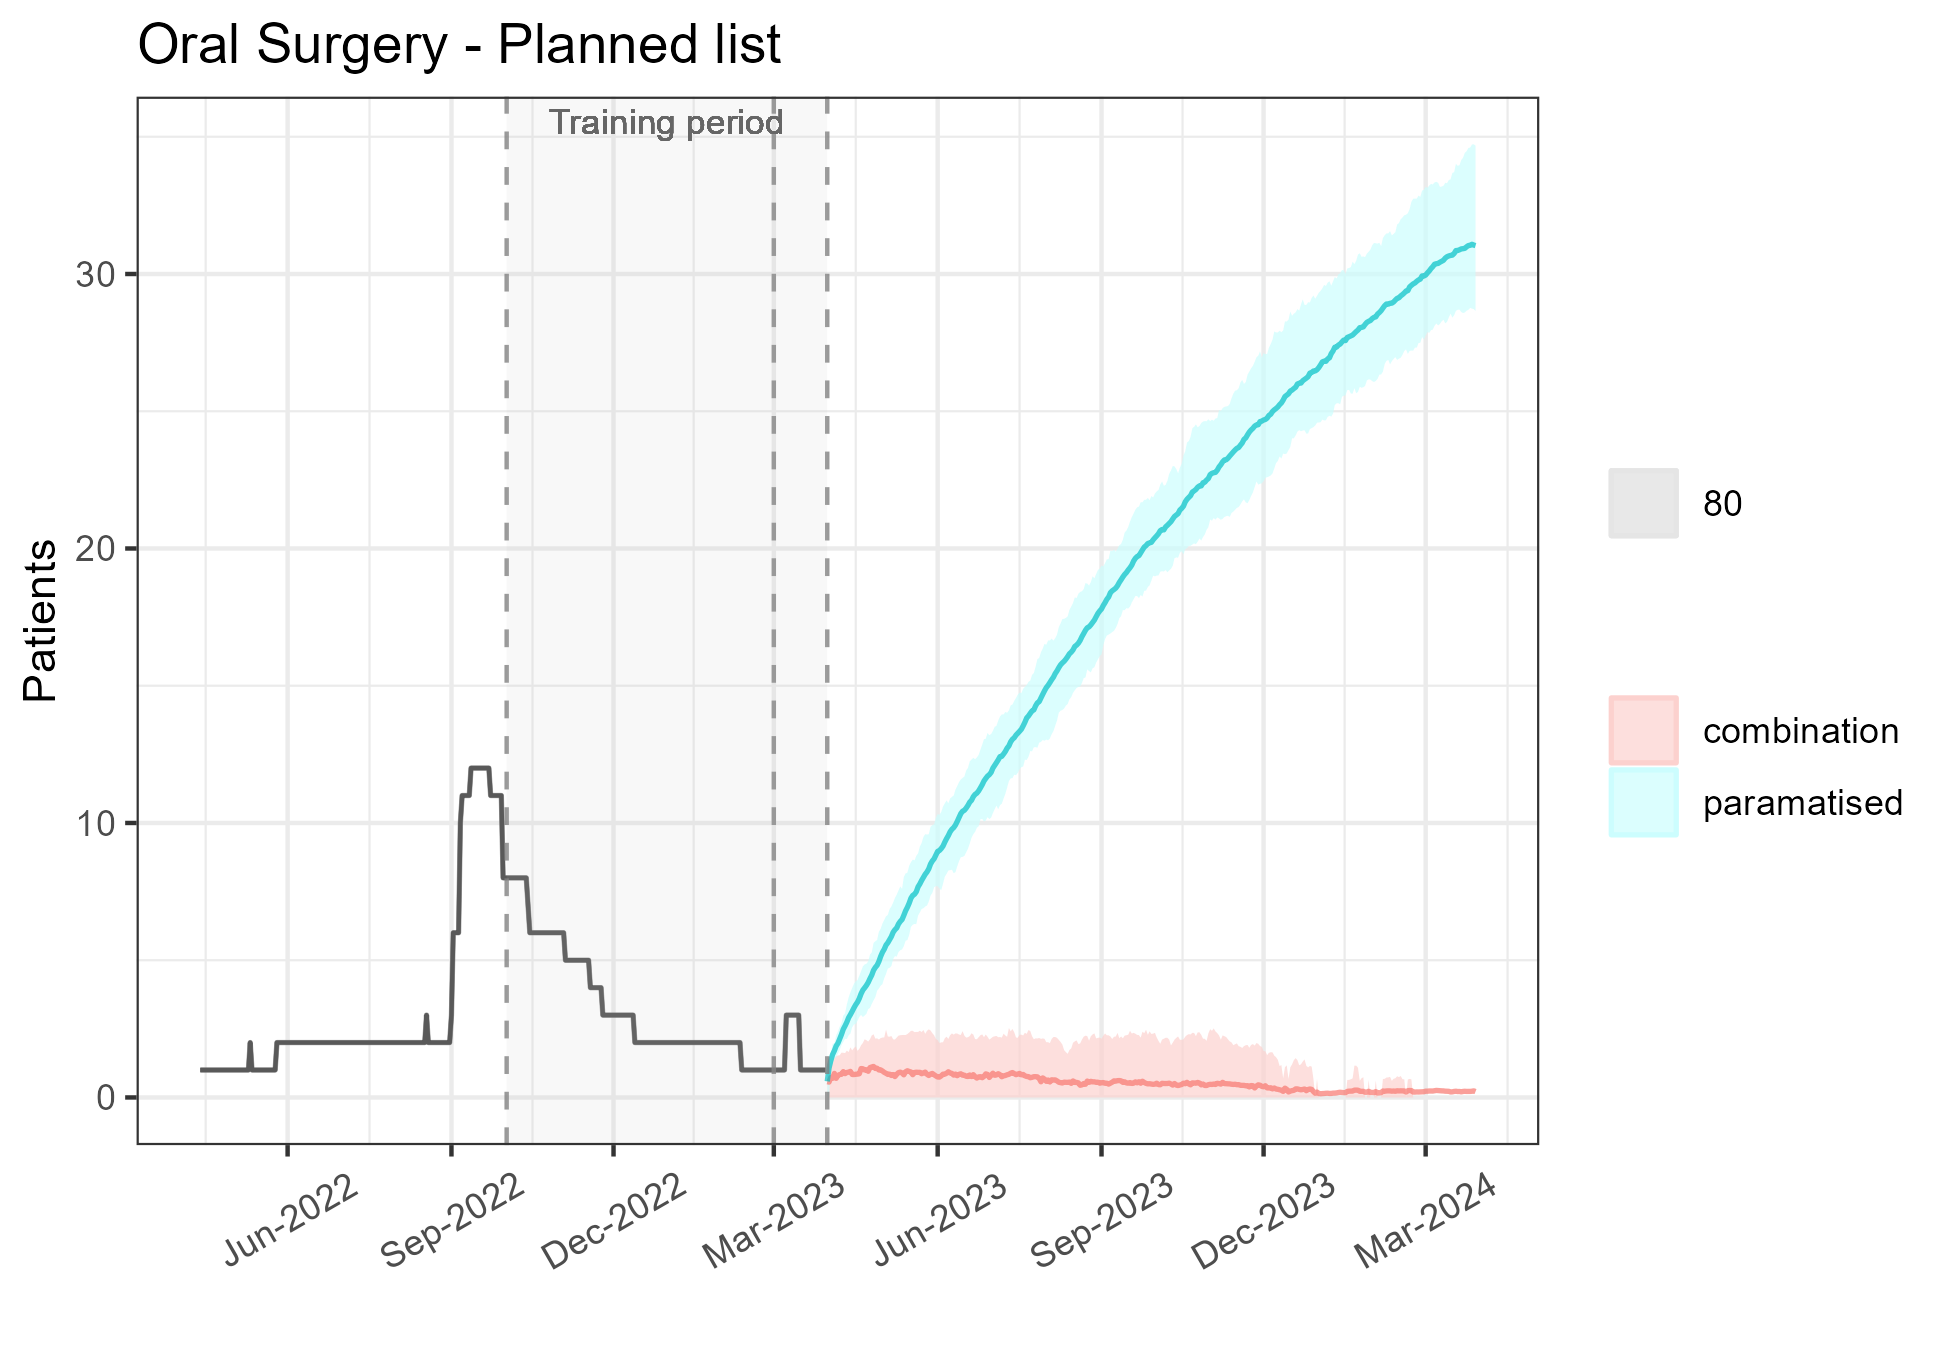 Oral Surgery - Planned list
Training period
Patients
30
20
10
0
Jun-2022
Sep-2022
Dec-2022
Mar-2023
Jun-2023
Sep-2023
Dec-2023
Mar-2024
80
combination
paramatised